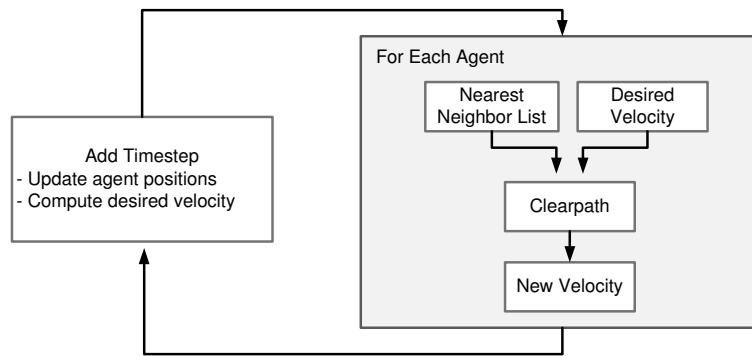 For Each Agent
Nearest
Neighbor List
Desired
Velocity
Add Timestep
- Update agent positions
- Compute desired velocity
Clearpath
New Velocity